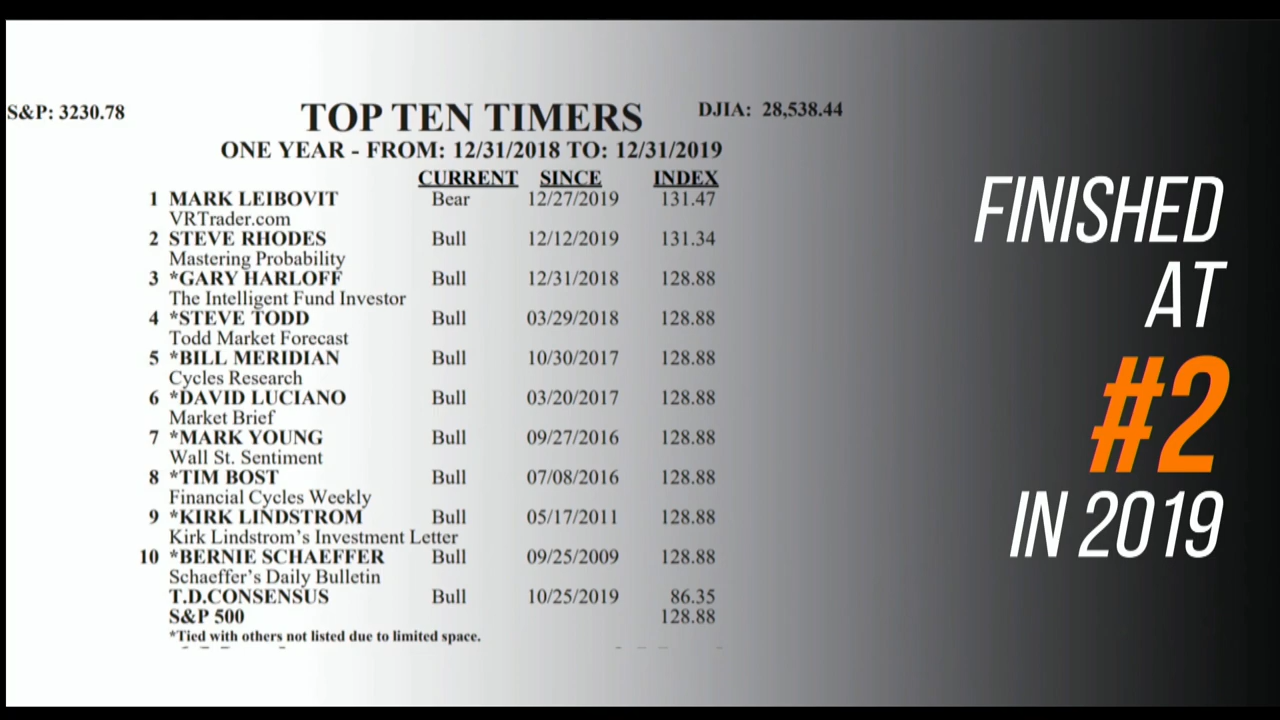 S&P: 3230.78
TOP TEN TIMERS
DJIA: 28,538.44
ONE YEAR - FROM: 12/31/2018 TO: 12/31/2019
CURRENT SINCE INDEX
1 MARK LEIBOVIT Bear 12/27/2019 131.47
VRTrader.com
2 STEVE RHODES Bull 12/12/2019 131.34
Mastering Probability
3 *GARY HARLOFF Bull 12/31/2018 128.88
The Intelligent Fund Investor
4 *STEVE TODD Bull 03/29/2018 128.88
Todd Market Forecast
5 *BILL MERIDIAN Bull 10/30/2017 128.88
Cycles Research
6 *DAVID LUCIANO Bull 03/20/2017 128.88
Market Brief
7 *MARK YOUNG Bull 09/27/2016 128.88
Wall St. Sentiment
8 *TIM BOST Bull 07/08/2016 128.88
Financial Cycles Weekly
9 *KIRK LINDSTROM Bull 05/17/2011 128.88
Kirk Lindstrom's Investment Letter
10 *BERNIE SCHAEFFER Bull 09/25/2009 128.88
Schaeffer's Daily Bulletin
T.D.CONSENSUS Bull 10/25/2019 86.35
S&P 500 128.88
*Tied with others not listed due to limited space.
FINISHED
AT
#2
IN 2019